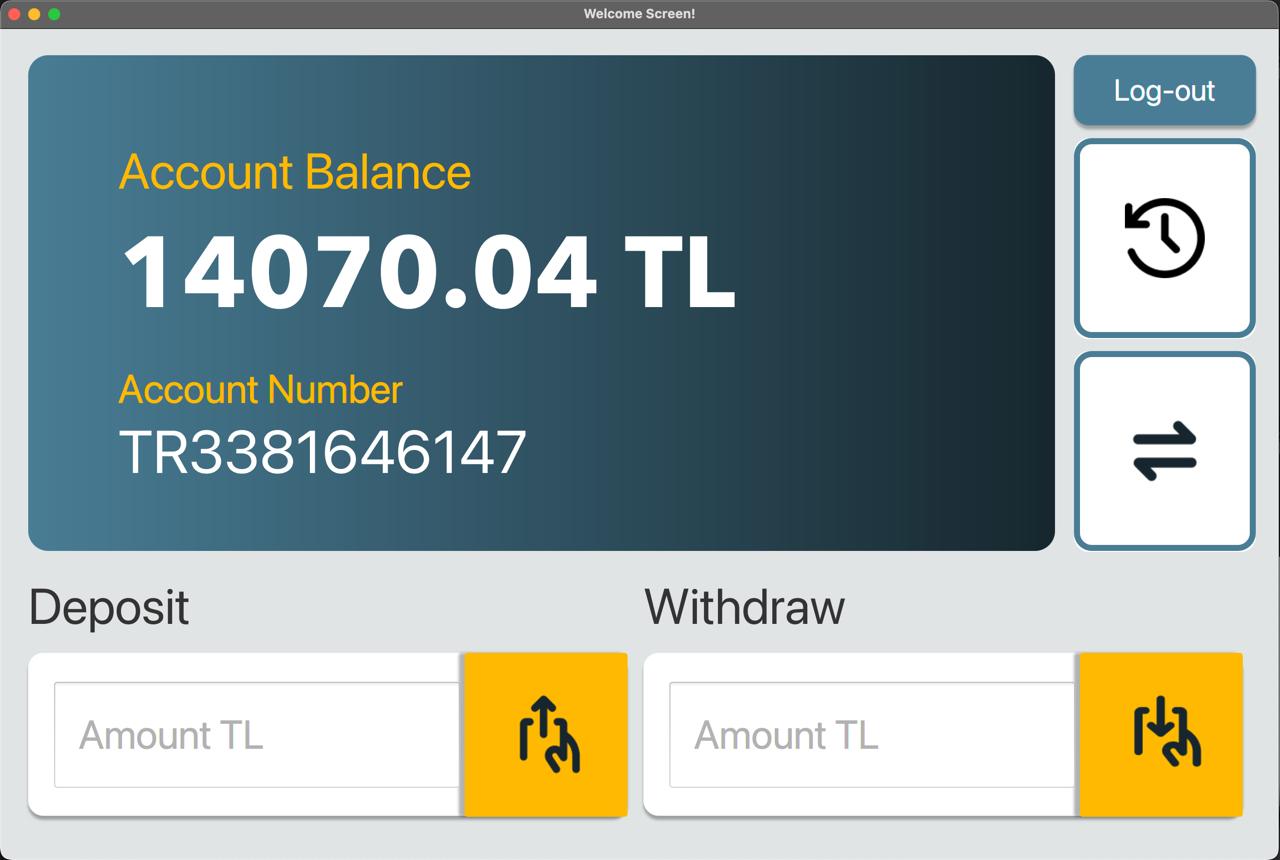 Welcome Screen!
Log-out
Account Balance
14070.04 TL
Account Number
TR3381646147
Deposit
Withdraw
Amount TL
Amount TL